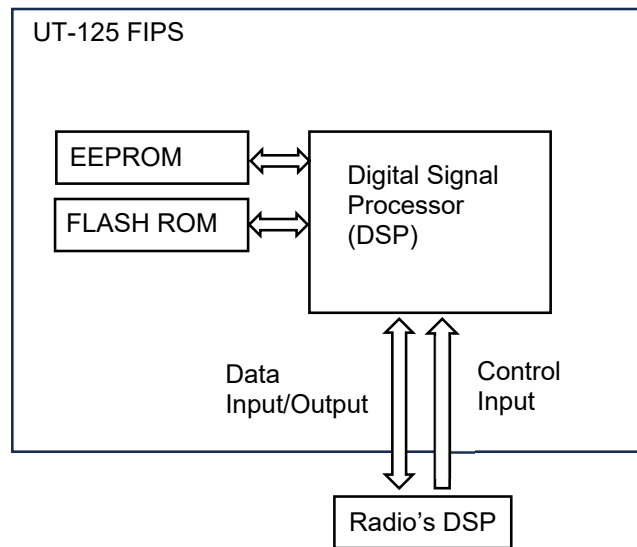 UT-125 FIPS
EEPROM
FLASH ROM
Digital Signal
Processor
(DSP)
Data
Input/Output
Control
Input
Radio’s DSP